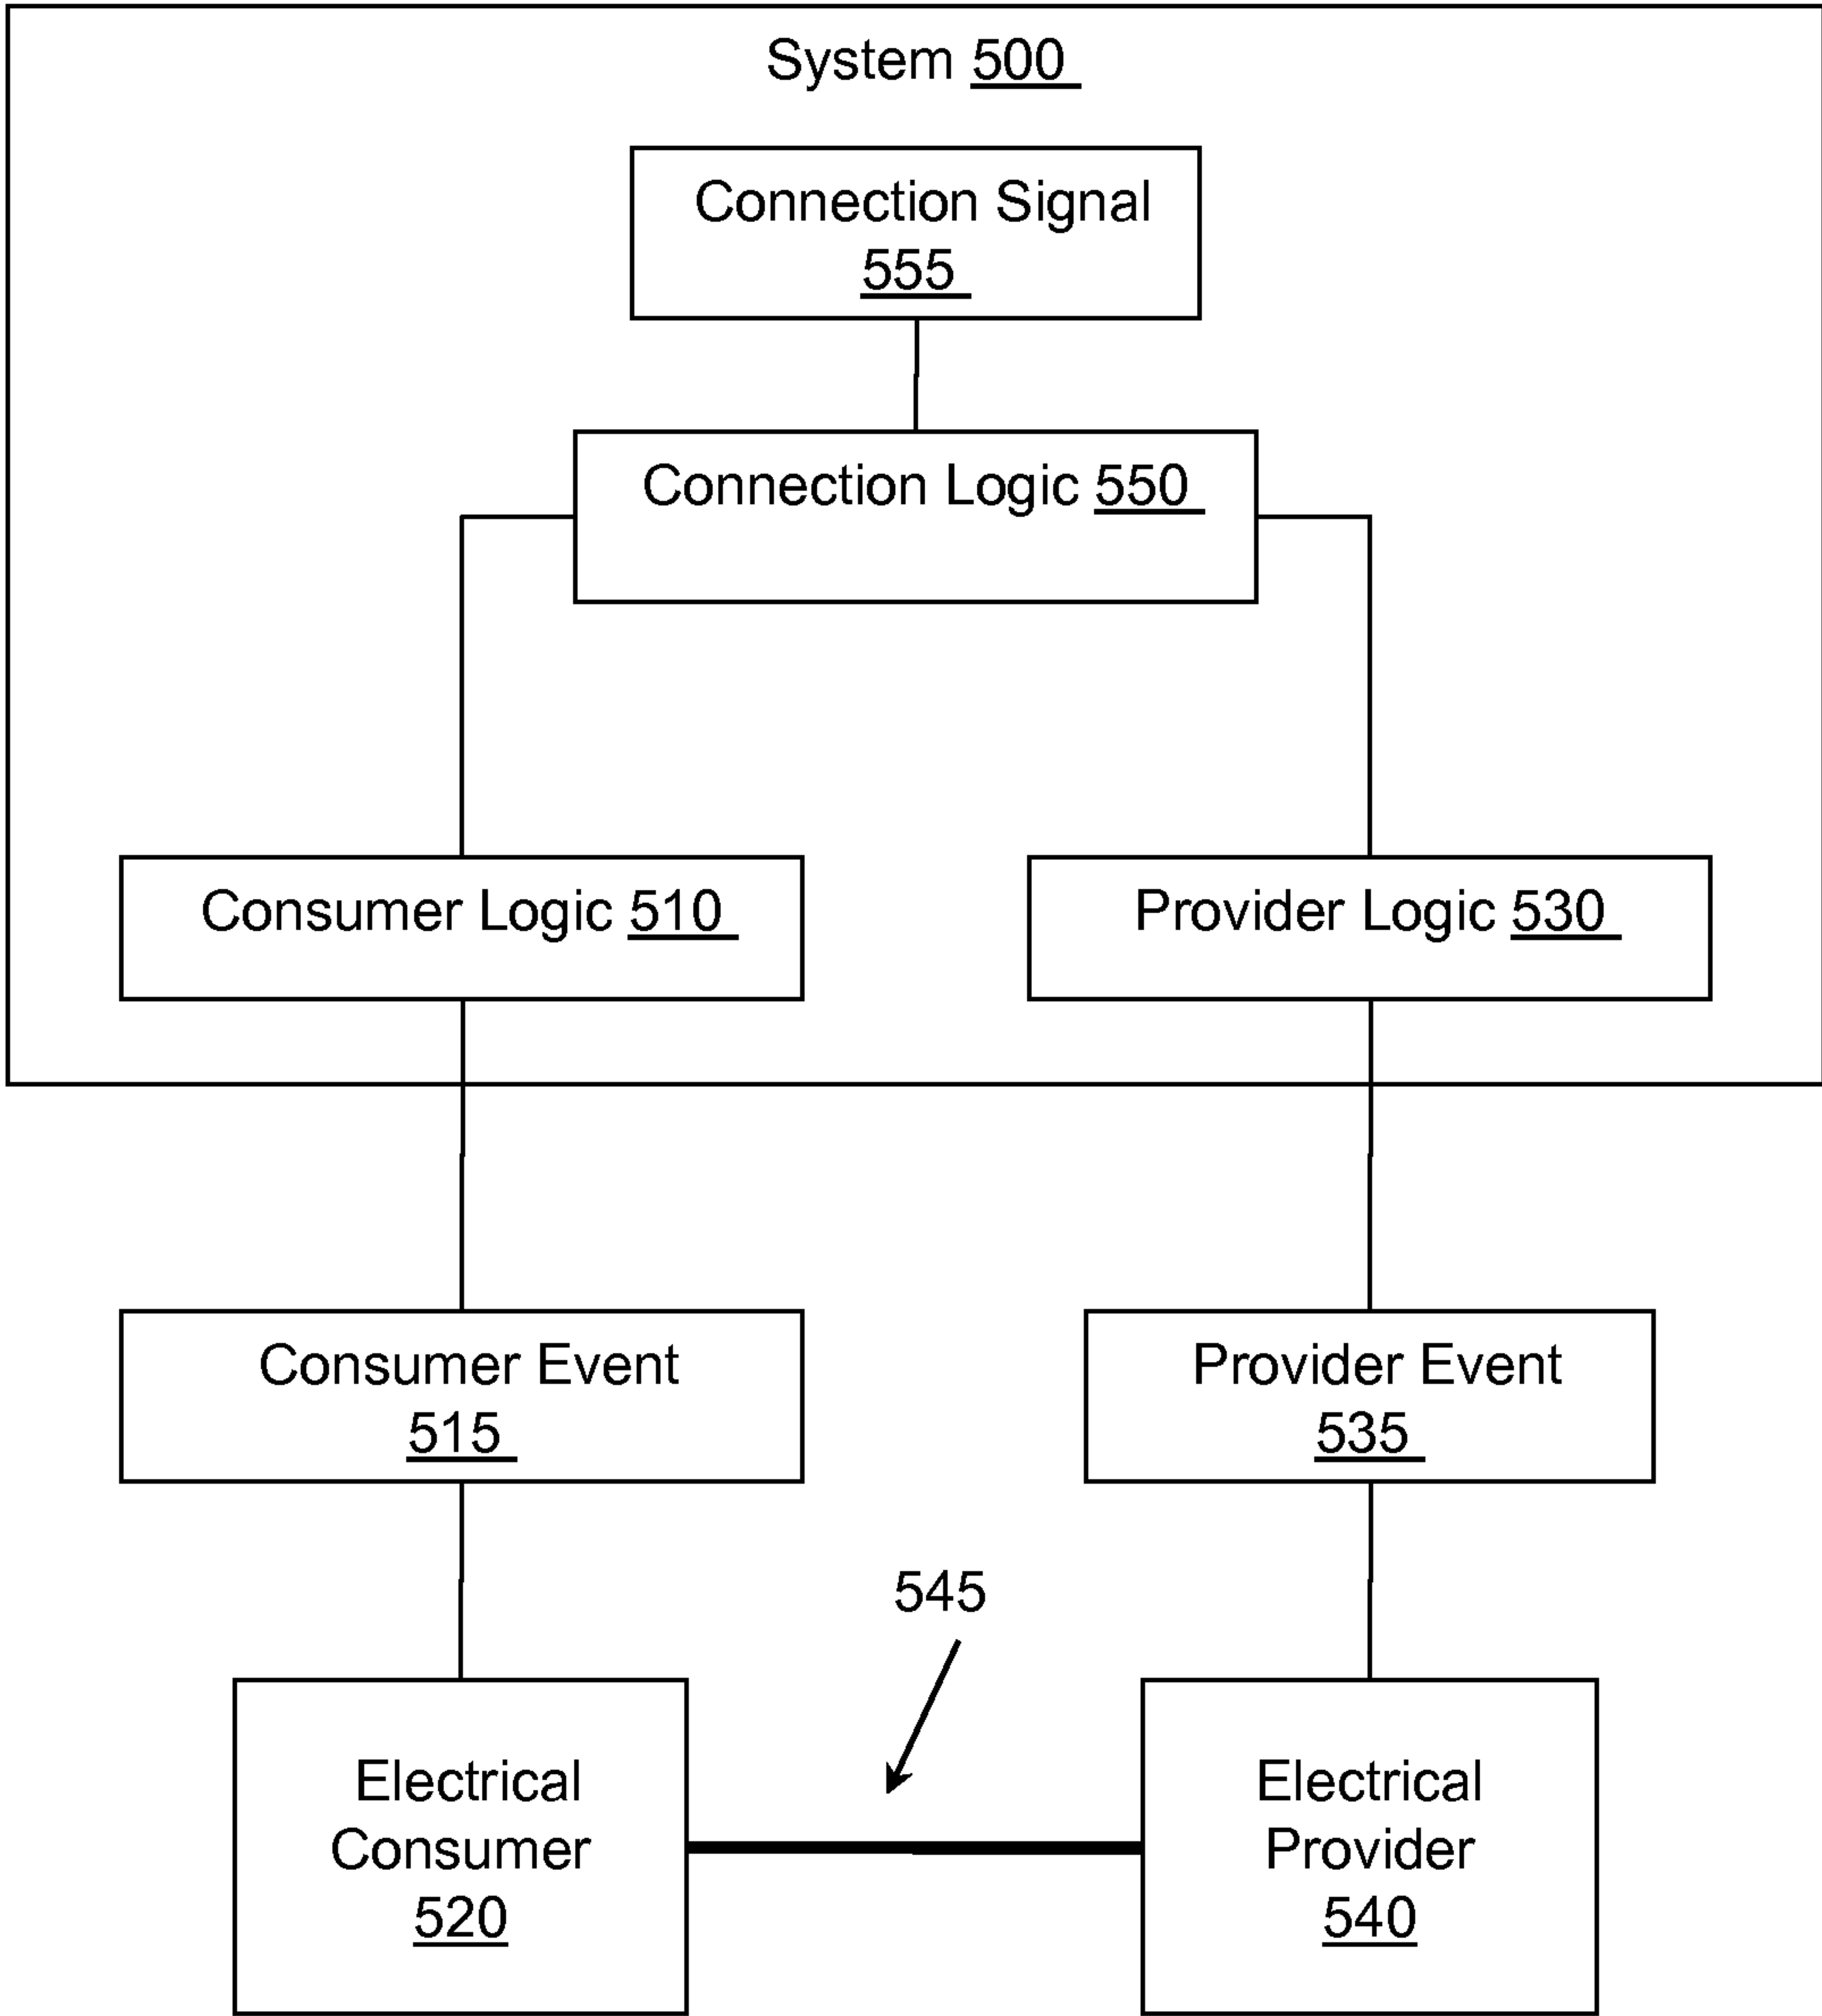 System 500
Connection Signal
555
Connection Logic 550
Consumer Logic 510
Provider Logic 530
Consumer Event
515
Provider Event
535
545
Electrical
Consumer
520
Electrical
Provider
540